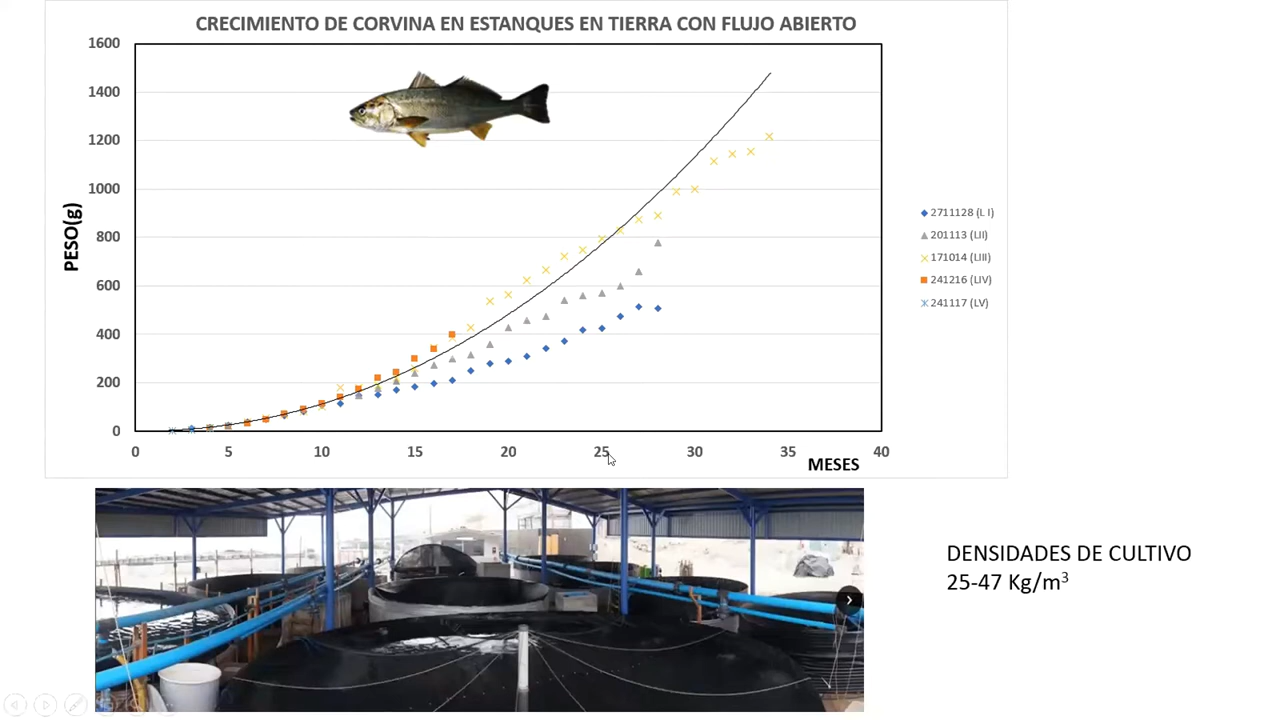 CRECIMIENTO DE CORVINA EN ESTANQUES EN TIERRA CON FLUJO ABIERTO
1600
1400
1200
1000
800
600
400
200
0
PESO(g)
0 5 10 15 20 25 30 35 40
MESES
2711128 (L I)
201113 (LII)
171014 (LIII)
241216 (LIV)
241117 (LV)
DENSIDADES DE CULTIVO
25-47 Kg/m³